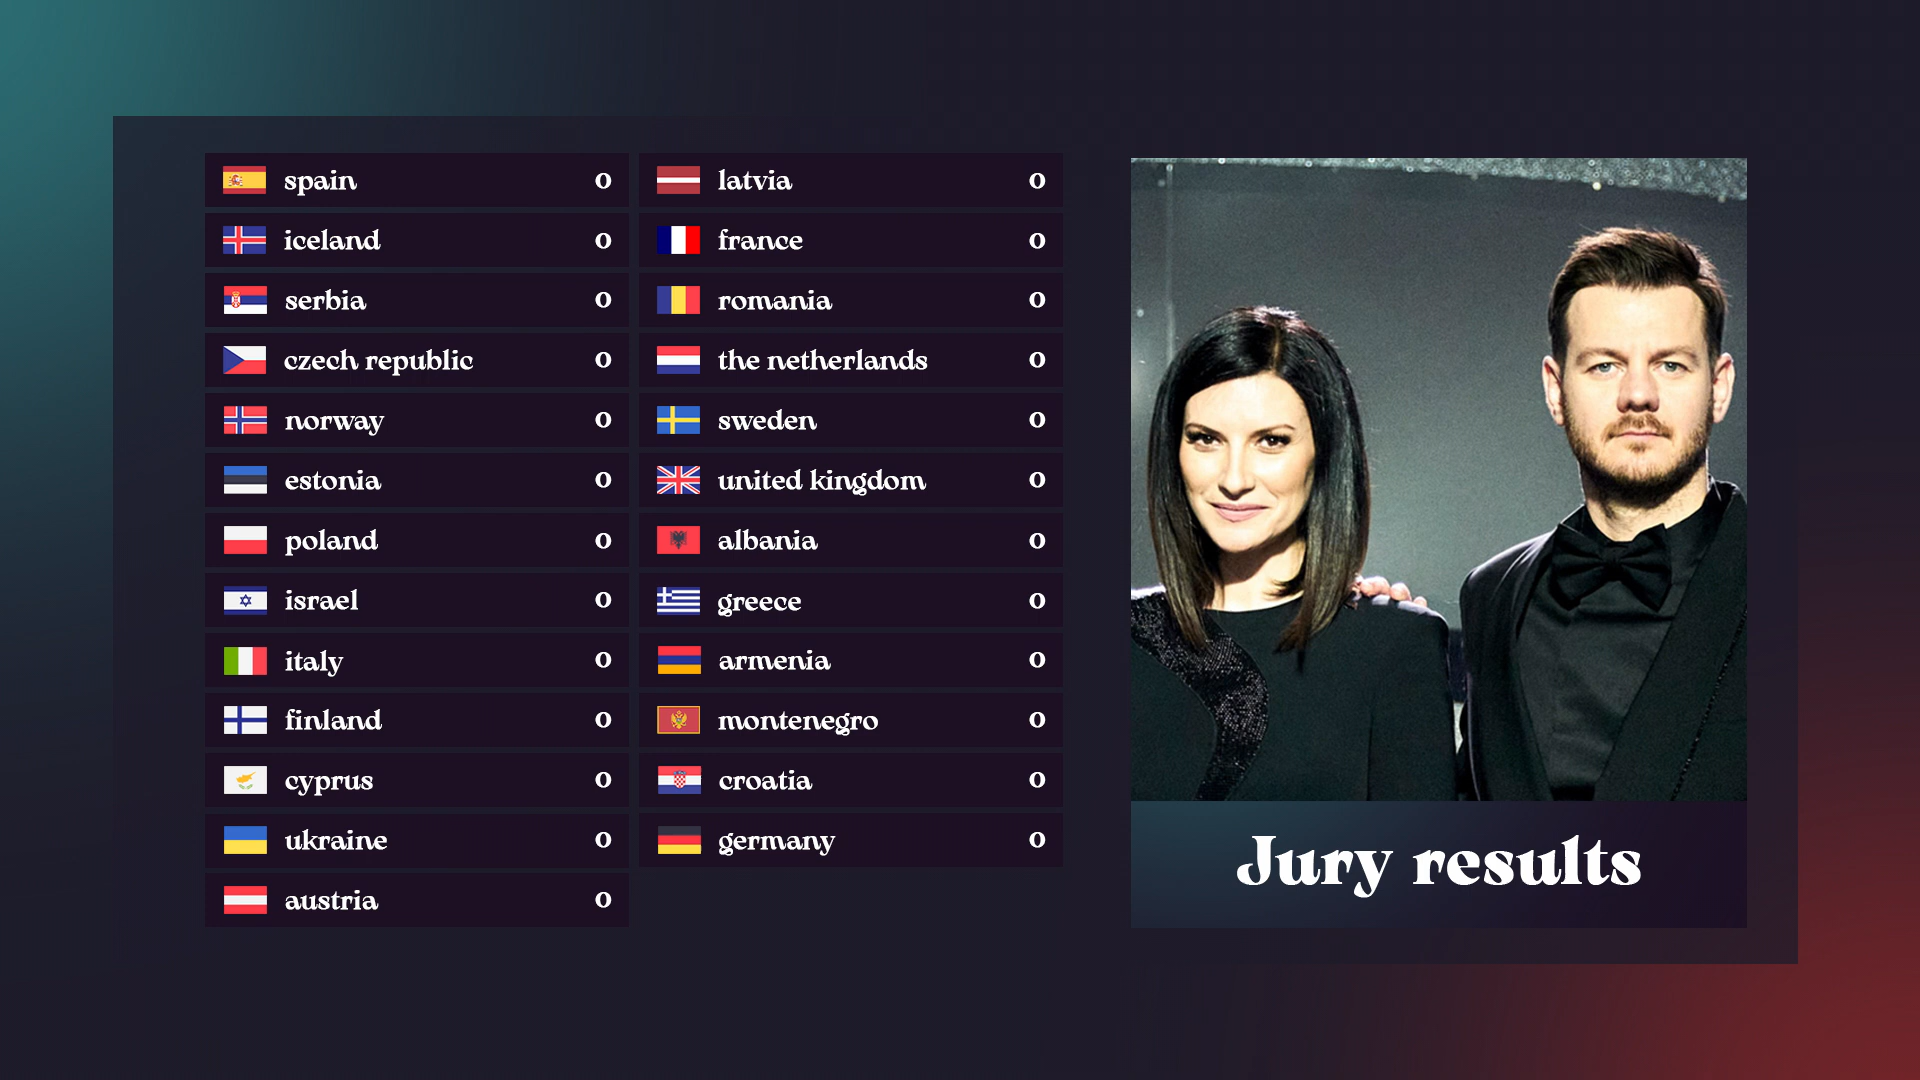 spain 0
iceland 0
serbia 0
czech republic 0
norway 0
estonia 0
poland 0
israel 0
italy 0
finland 0
cyprus 0
ukraine 0
austria 0
latvia 0
france 0
romania 0
the netherlands 0
sweden 0
united kingdom 0
albania 0
greece 0
armenia 0
montenegro 0
croatia 0
germany 0
Jury results